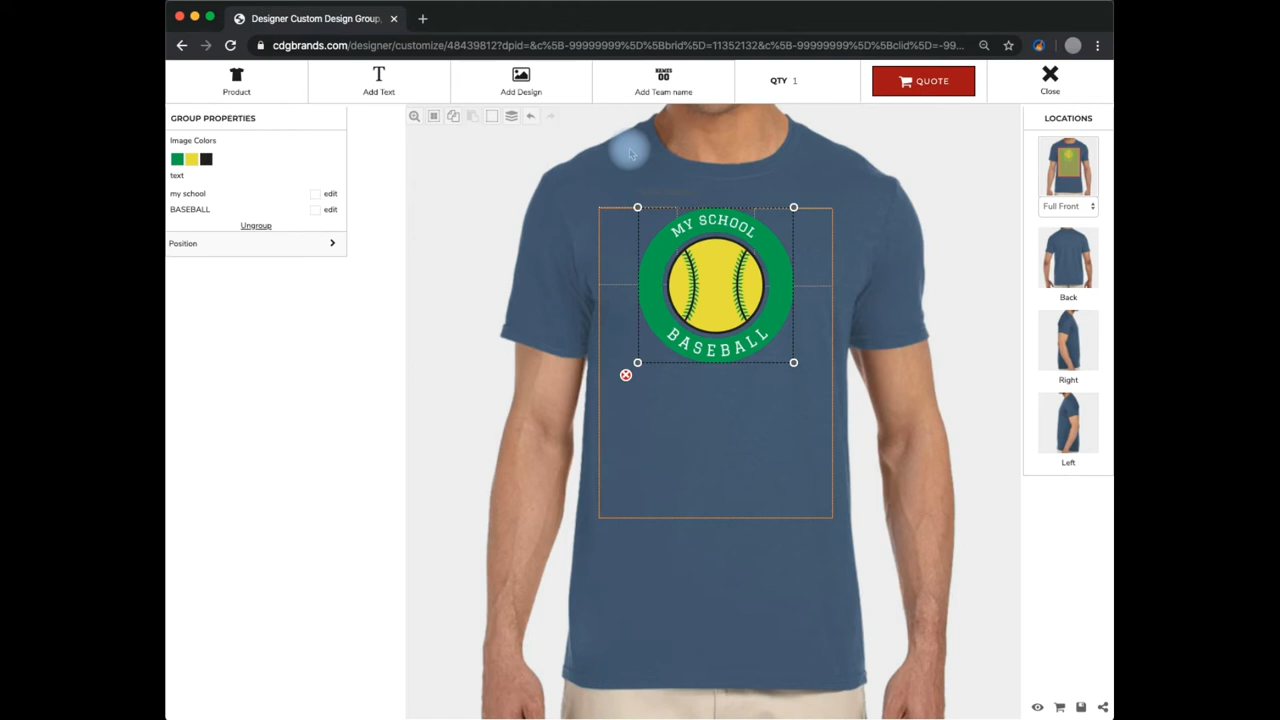 Designer Custom Design Group,
cdgbrands.com/designer/customize/48439812?dpid=&c%5B-99999999%5D%5Bbrid%5D=11352132&c%5B-99999999%5D%5Bclid%5D=-99...
Product
Add Text
Add Design
NAMES
00
Add Team name
QTY 1
QUOTE
Close
GROUP PROPERTIES
Image Colors
text
my school edit
BASEBALL edit
Ungroup
Position
MY SCHOOL
BASEBALL
LOCATIONS
Full Front
Back
Right
Left